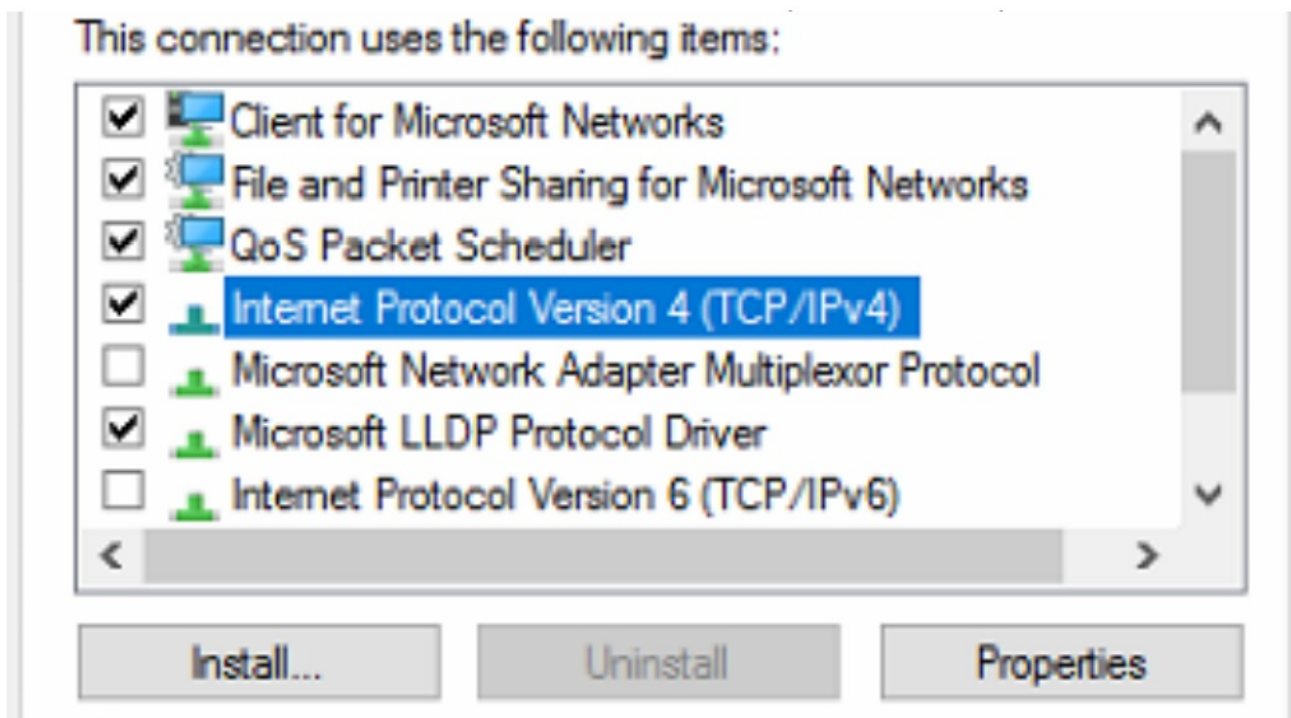 This connection uses the following items:
Client for Microsoft Networks
File and Printer Sharing for Microsoft Networks
QoS Packet Scheduler
Internet Protocol Version 4 (TCP/IPv4)
Microsoft Network Adapter Multiplexor Protocol
Microsoft LLDP Protocol Driver
Internet Protocol Version 6 (TCP/IPv6)
Install... Uninstall Properties